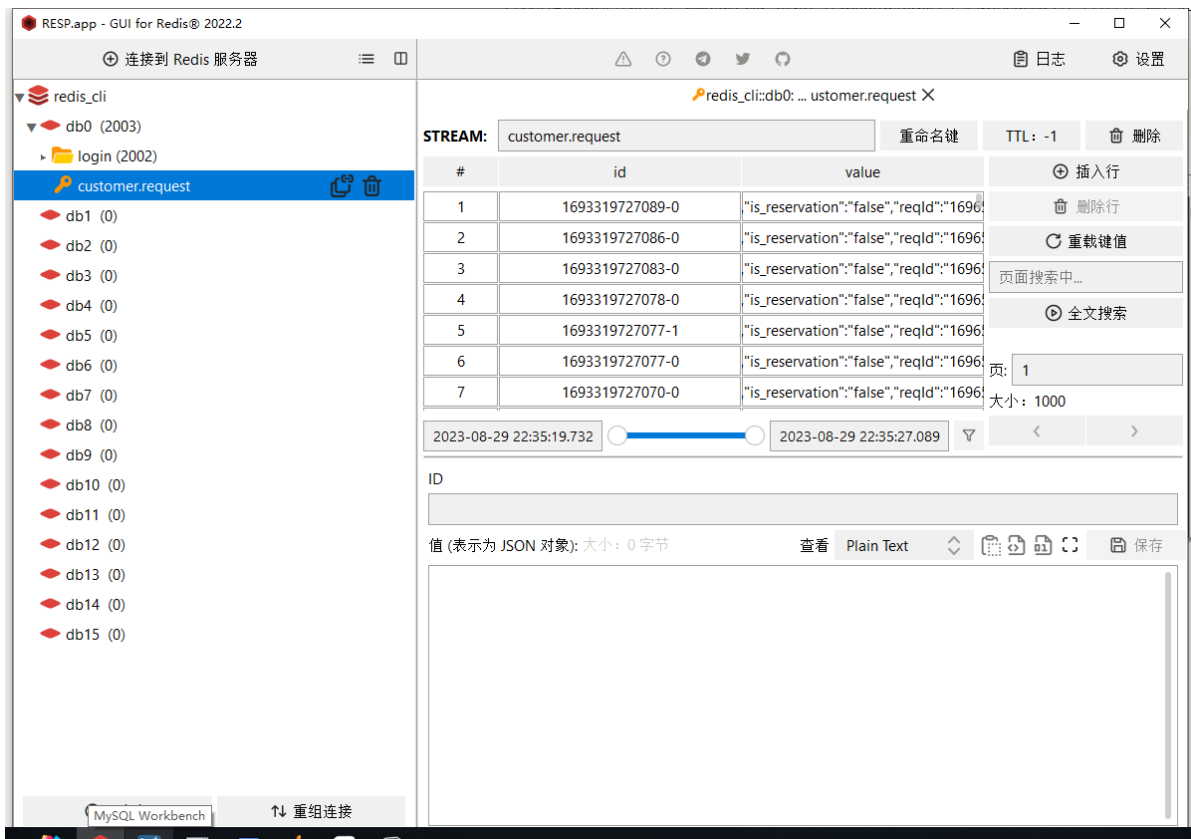 RESP.app - GUI for Redis® 2022.2
连接到 Redis 服务器
日志
设置
redis_cli
db0 (2003)
login (2002)
customer.request
db1 (0)
db2 (0)
db3 (0)
db4 (0)
db5 (0)
db6 (0)
db7 (0)
db8 (0)
db9 (0)
db10 (0)
db11 (0)
db12 (0)
db13 (0)
db14 (0)
db15 (0)
重组连接
MySQL Workbench
redis_cli::db0: ... ustomer.request
STREAM: customer.request 重命名键 TTL: -1 删除
# id value
1 1693319727089-0 ,"is_reservation":"false","reqId":"1696
2 1693319727086-0 ,"is_reservation":"false","reqId":"1696
3 1693319727083-0 ,"is_reservation":"false","reqId":"1696
4 1693319727078-0 ,"is_reservation":"false","reqId":"1696
5 1693319727077-1 ,"is_reservation":"false","reqId":"1696
6 1693319727077-0 ,"is_reservation":"false","reqId":"1696
7 1693319727070-0 ,"is_reservation":"false","reqId":"1696
插入行
删除行
重载键值
页面搜索中...
全文搜索
页: 1
大小: 1000
2023-08-29 22:35:19.732 2023-08-29 22:35:27.089
ID
值 (表示为 JSON 对象): 大小: 0 字节 查看 Plain Text 保存